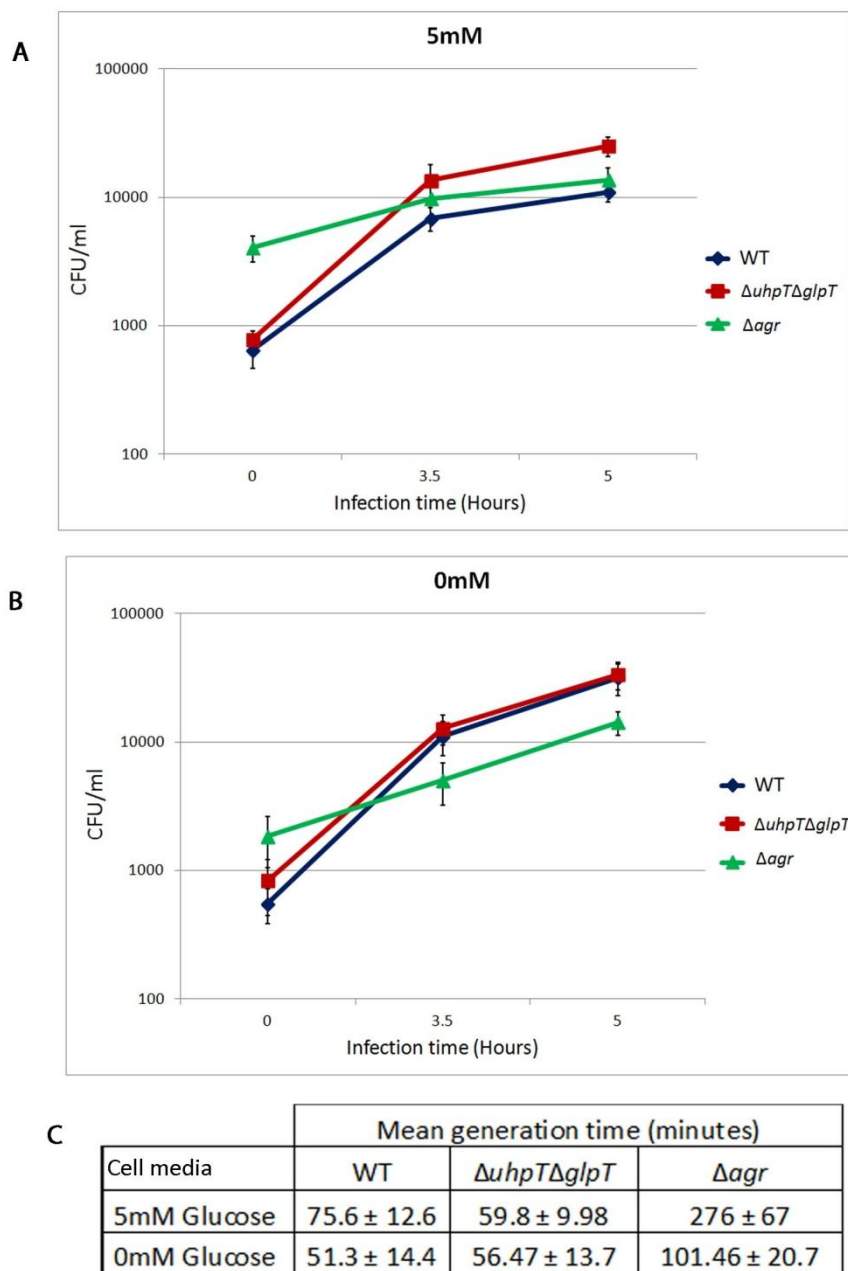 A
5mM
100000
10000
1000
100
CFU/ml
0 3.5 5
Infection time (Hours)
WT
ΔuhpTΔglpT
Δagr
B
0mM
100000
10000
1000
100
CFU/ml
0 3.5 5
Infection time (Hours)
WT
ΔuhpTΔglpT
Δagr
C
Mean generation time (minutes)
Cell media WT ΔuhpTΔglpT Δagr
5mM Glucose 75.6 ± 12.6 59.8 ± 9.98 276 ± 67
0mM Glucose 51.3 ± 14.4 56.47 ± 13.7 101.46 ± 20.7